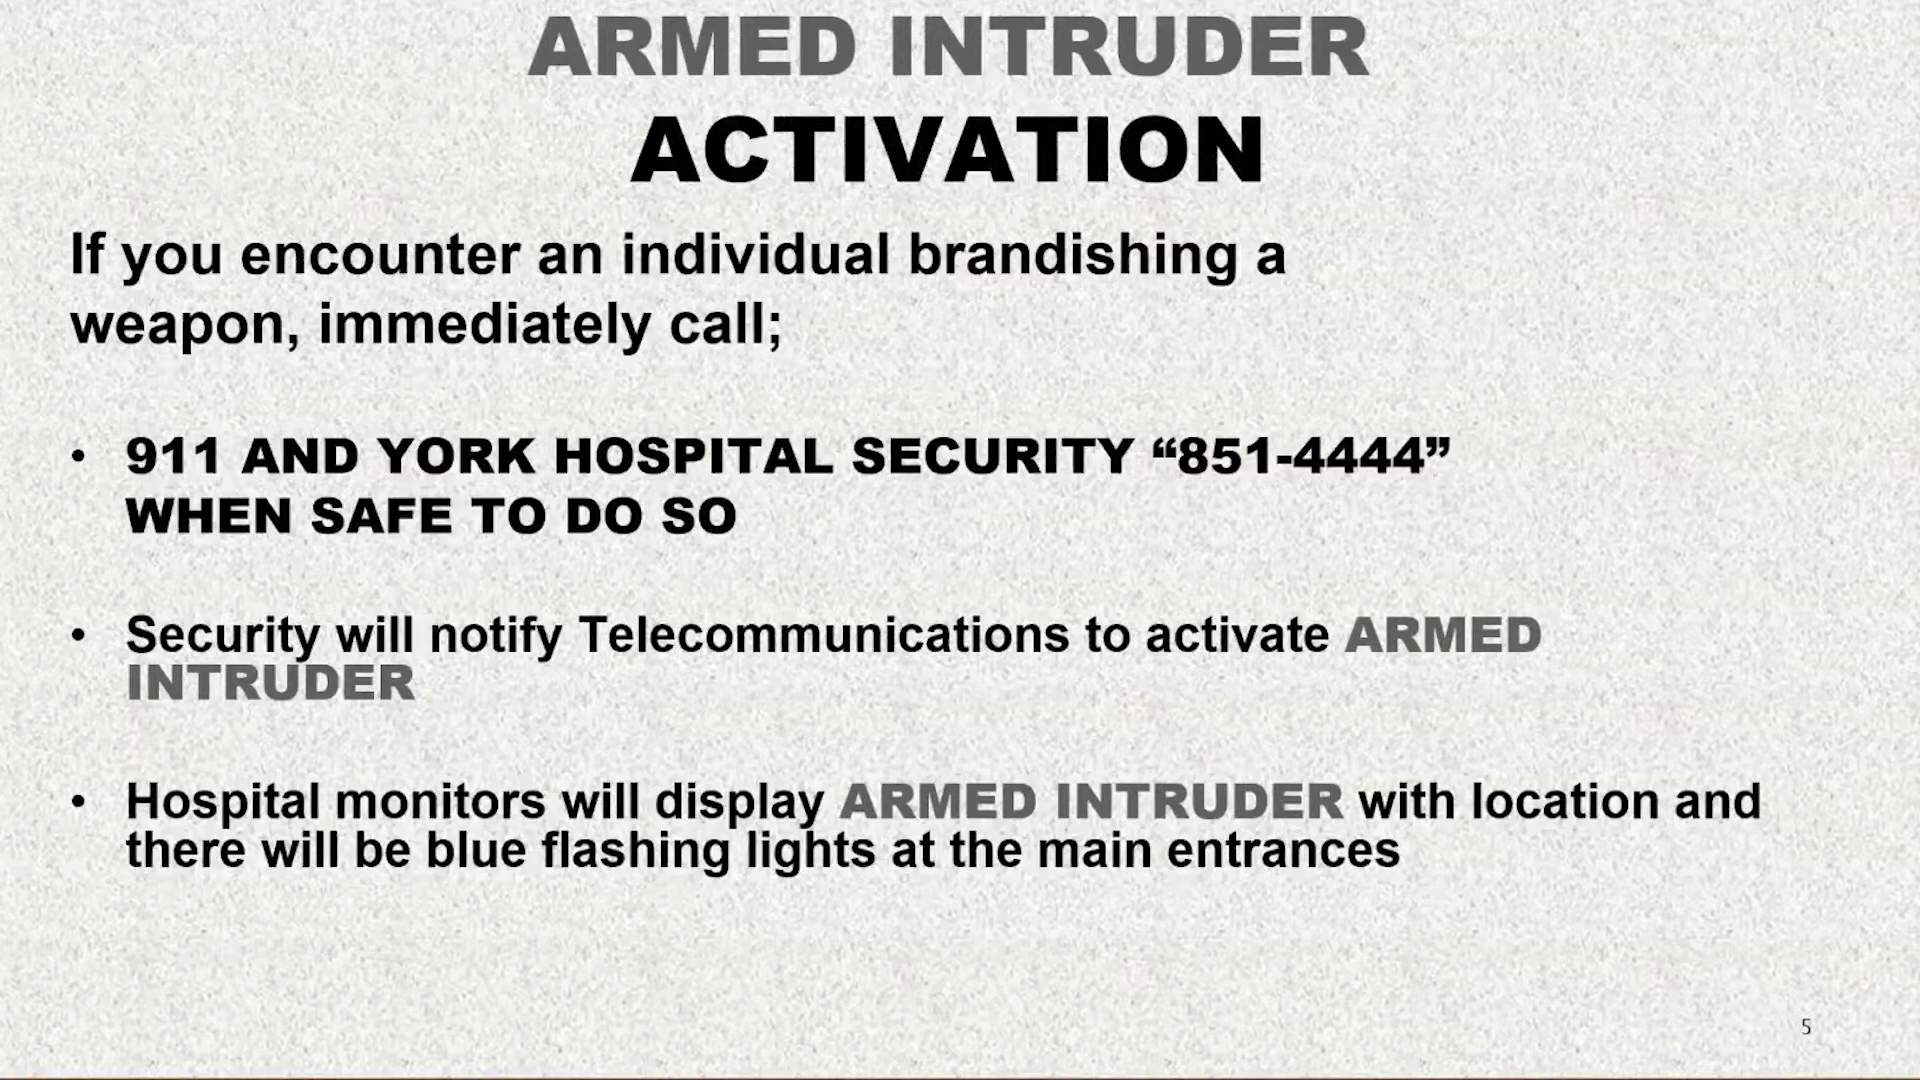 ARMED INTRUDER
ACTIVATION
If you encounter an individual brandishing a
weapon, immediately call;
• 911 AND YORK HOSPITAL SECURITY “851-4444”
WHEN SAFE TO DO SO
• Security will notify Telecommunications to activate ARMED
INTRUDER
• Hospital monitors will display ARMED INTRUDER with location and
there will be blue flashing lights at the main entrances
5